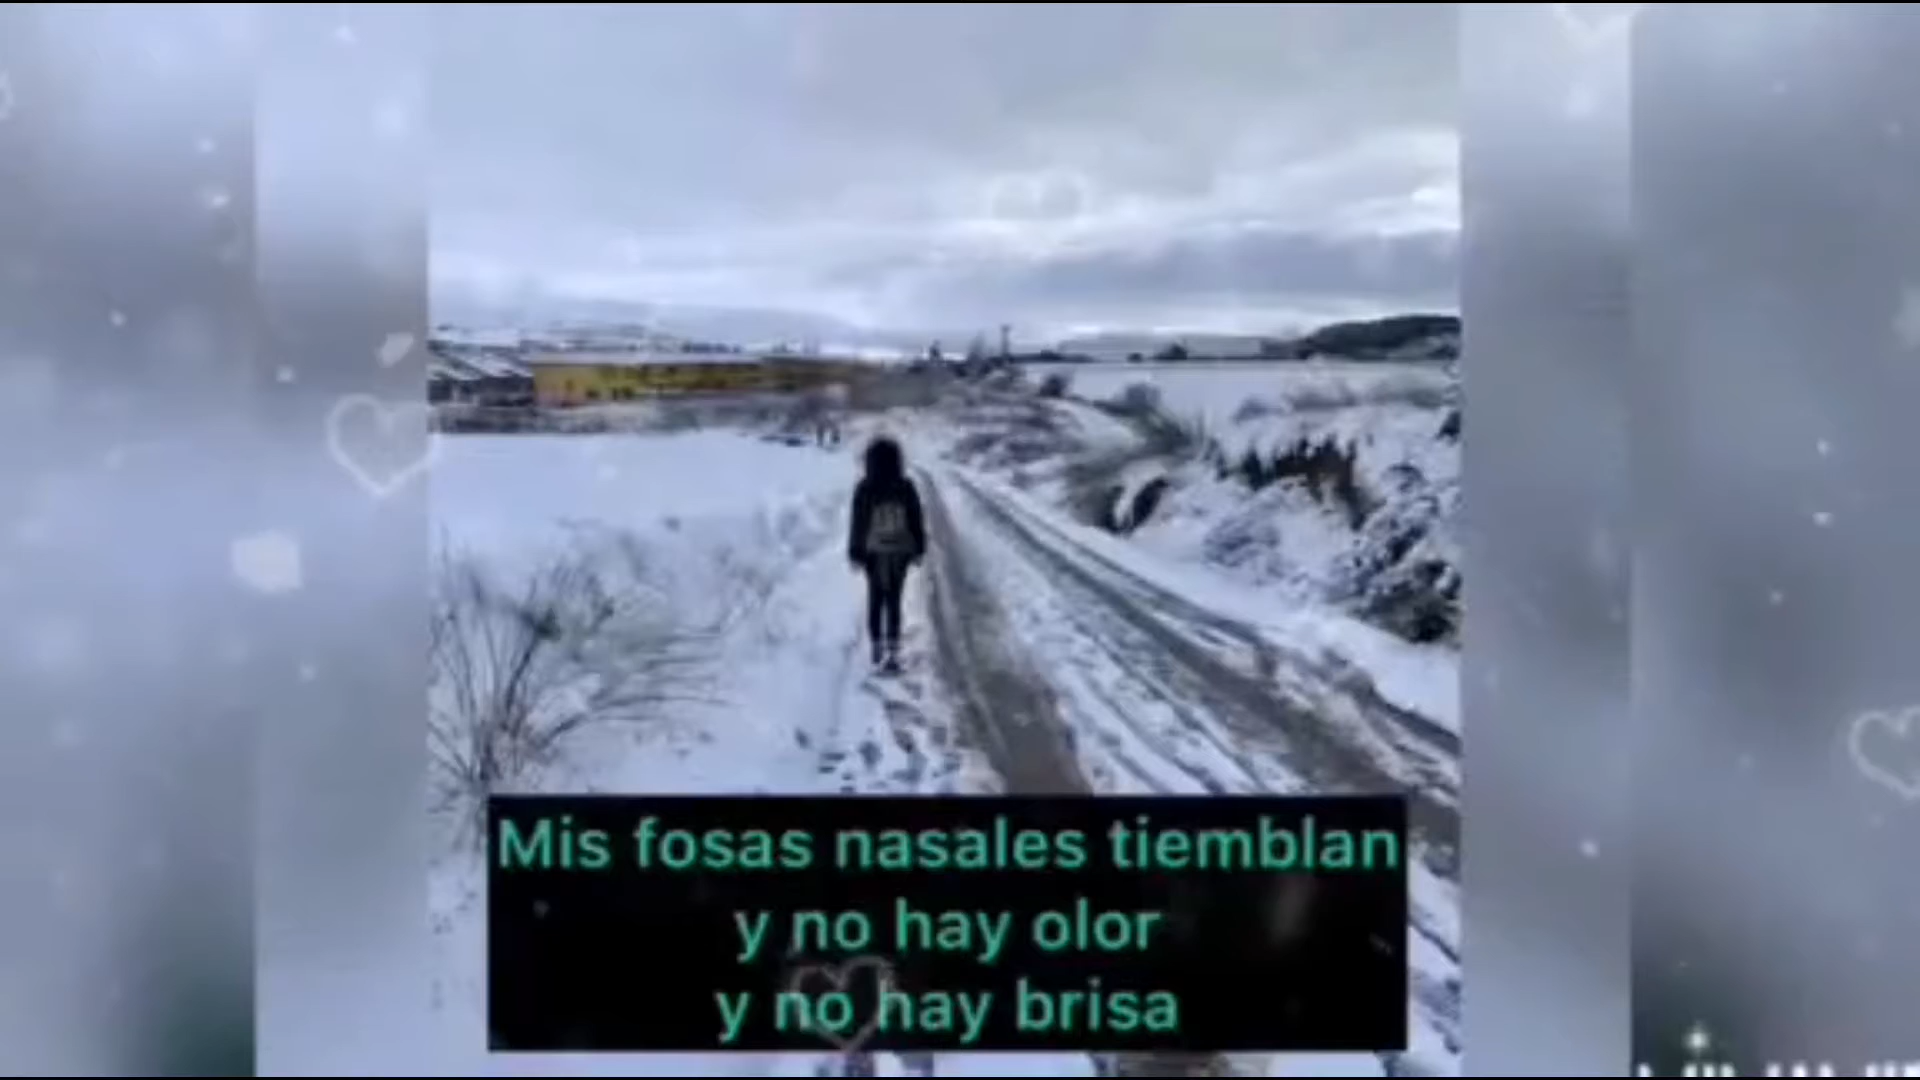 Mis fosas nasales tiemblan
y no hay olor
y no hay brisa